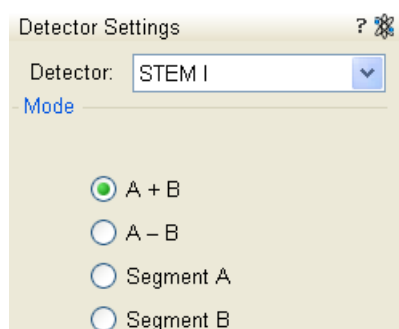 Detector Settings ?
Detector: STEM I
Mode
A + B
A – B
Segment A
Segment B